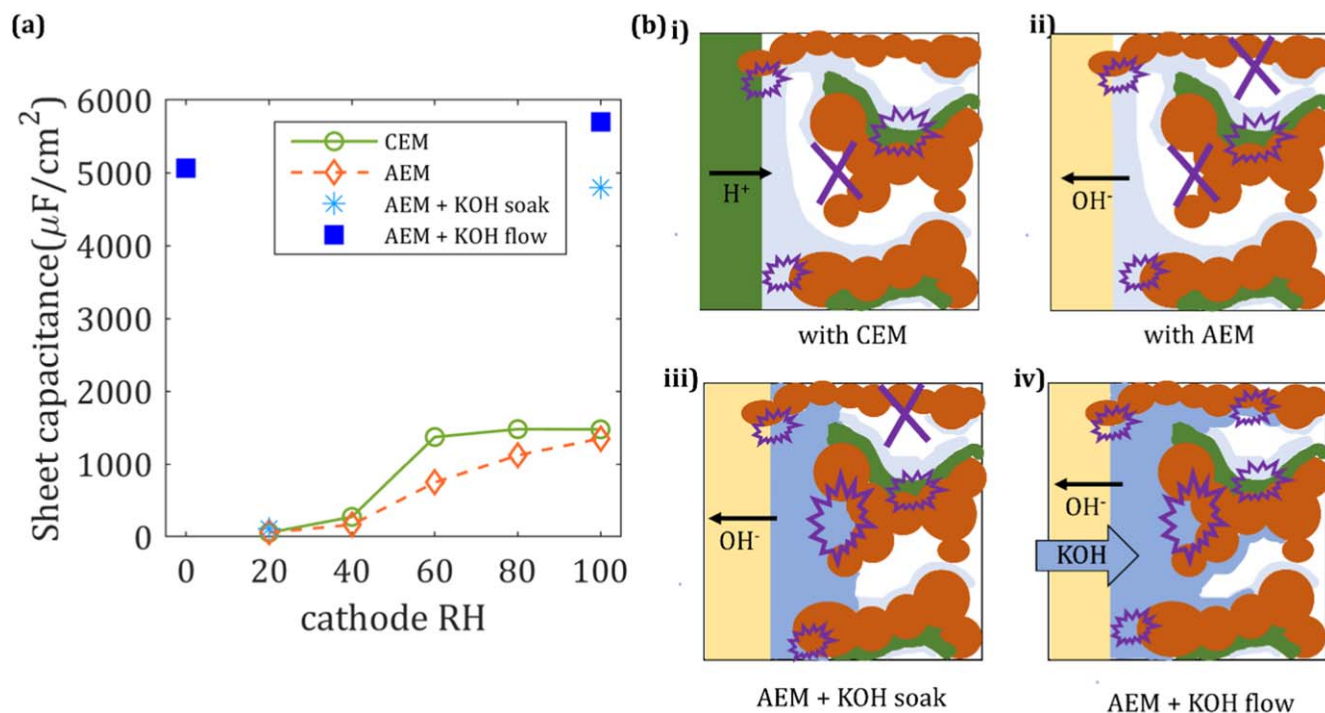 (a)
Sheet capacitance(μF/cm²)
6000
5000
4000
3000
2000
1000
0
0 20 40 60 80 100
cathode RH
CEM
AEM
AEM + KOH soak
AEM + KOH flow
(b) i)
H⁺
with CEM
ii)
OH⁻
with AEM
iii)
OH⁻
AEM + KOH soak
iv)
OH⁻
KOH
AEM + KOH flow